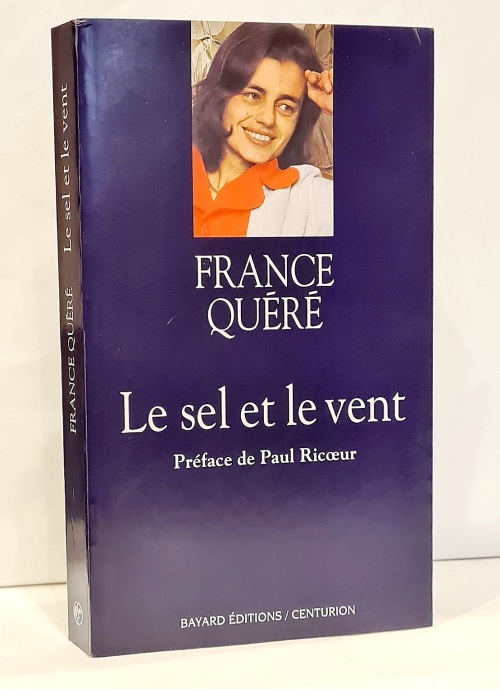 FRANCE
QUÉRÉ
Le sel et le vent
Préface de Paul Ricœur
BAYARD ÉDITIONS / CENTURION
FRANCE QUÉRÉ Le sel et le vent